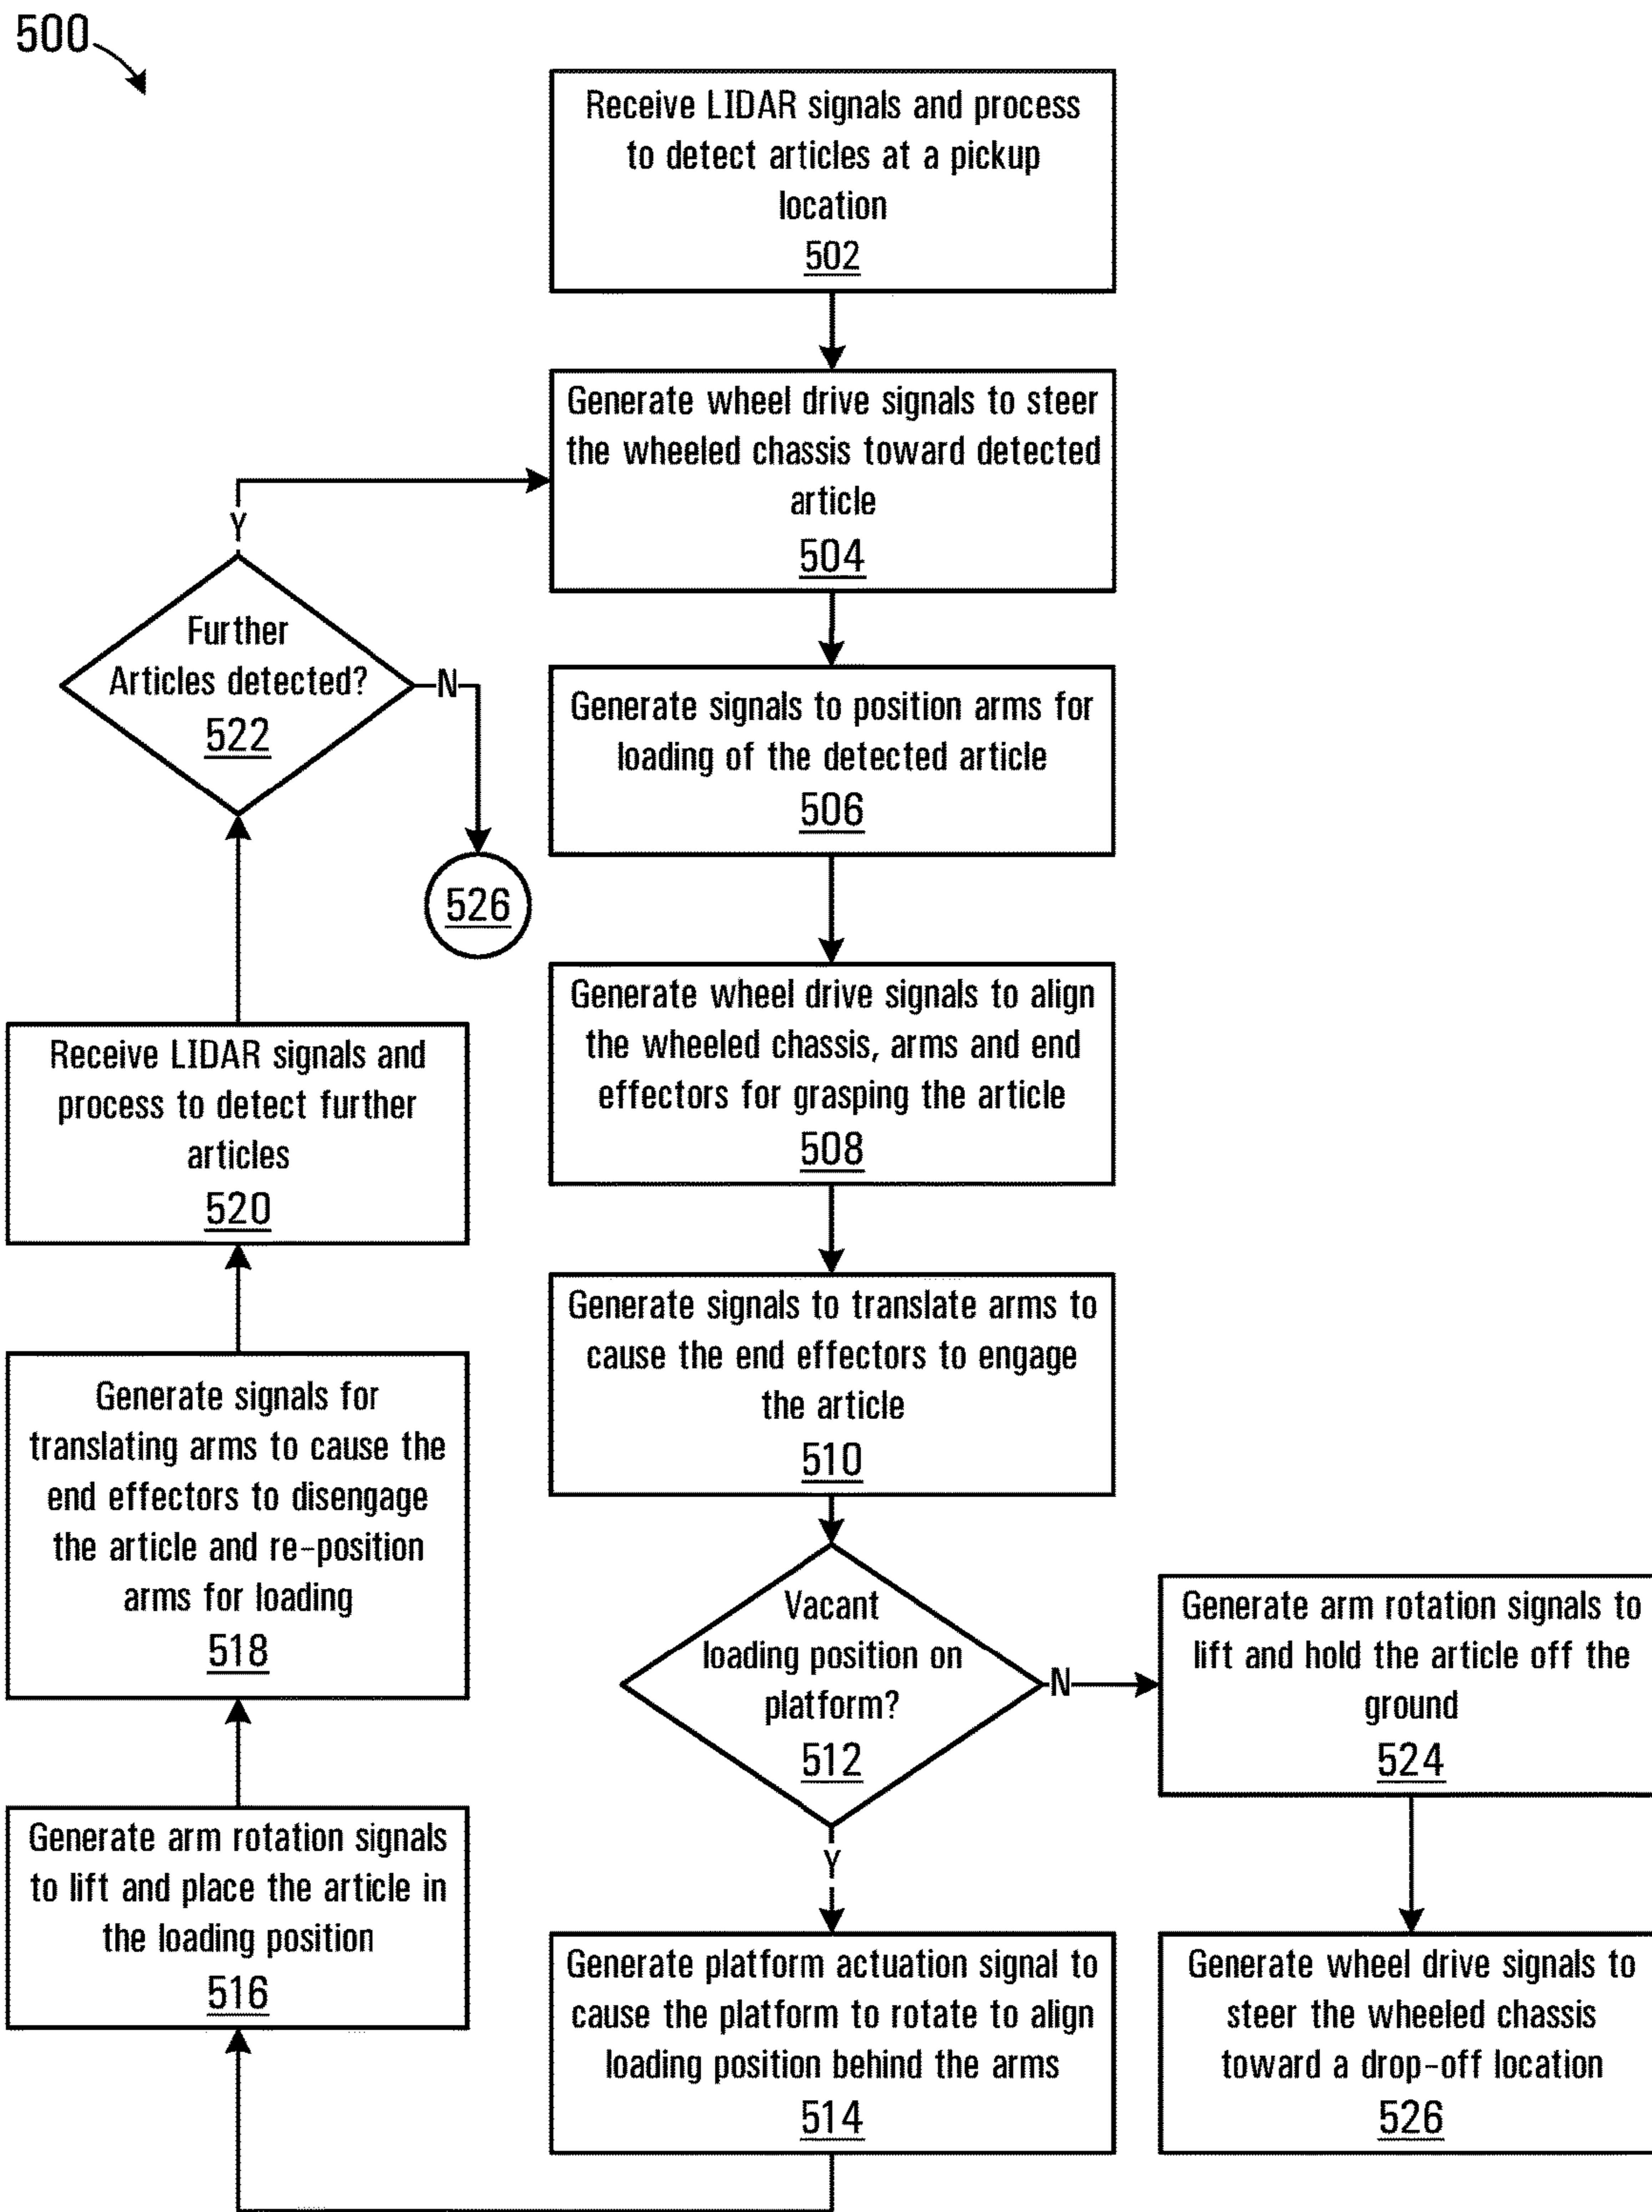 500
Receive LIDAR signals and process
to detect articles at a pickup
location
502
Generate wheel drive signals to steer
the wheeled chassis toward detected
article
504
Y
Further
Articles detected?
522
N
526
Generate signals to position arms for
loading of the detected article
506
Generate wheel drive signals to align
the wheeled chassis, arms and end
effectors for grasping the article
508
Receive LIDAR signals and
process to detect further
articles
520
Generate signals to translate arms to
cause the end effectors to engage
the article
510
Generate signals for
translating arms to cause the
end effectors to disengage
the article and re-position
arms for loading
518
Vacant
loading position on
platform?
512
N
Y
Generate arm rotation signals to
lift and hold the article off the
ground
524
Generate arm rotation signals
to lift and place the article in
the loading position
516
Generate platform actuation signal to
cause the platform to rotate to align
loading position behind the arms
514
Generate wheel drive signals to
steer the wheeled chassis
toward a drop-off location
526